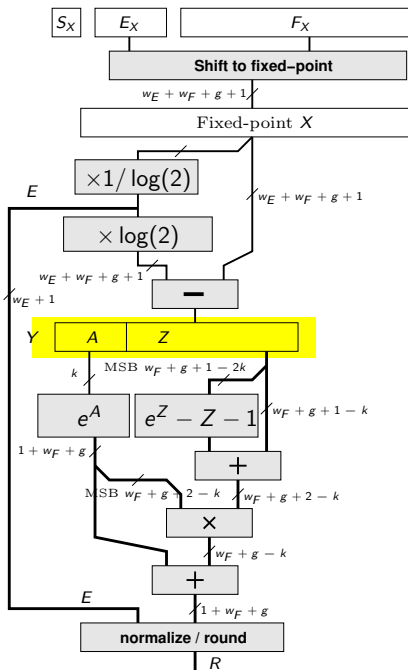 S_X E_X F_X
Shift to fixed–point
w_E + w_F + g + 1
Fixed-point X
×1/ log(2)
E
w_E + w_F + g + 1
× log(2)
w_E + w_F + g + 1
w_E + 1
−
Y A Z
MSB w_F + g + 1 − 2k
k
e^A e^Z − Z − 1
w_F + g + 1 − k
1 + w_F + g
+
MSB w_F + g + 2 − k
w_F + g + 2 − k
×
w_F + g − k
+
E
1 + w_F + g
normalize / round
R